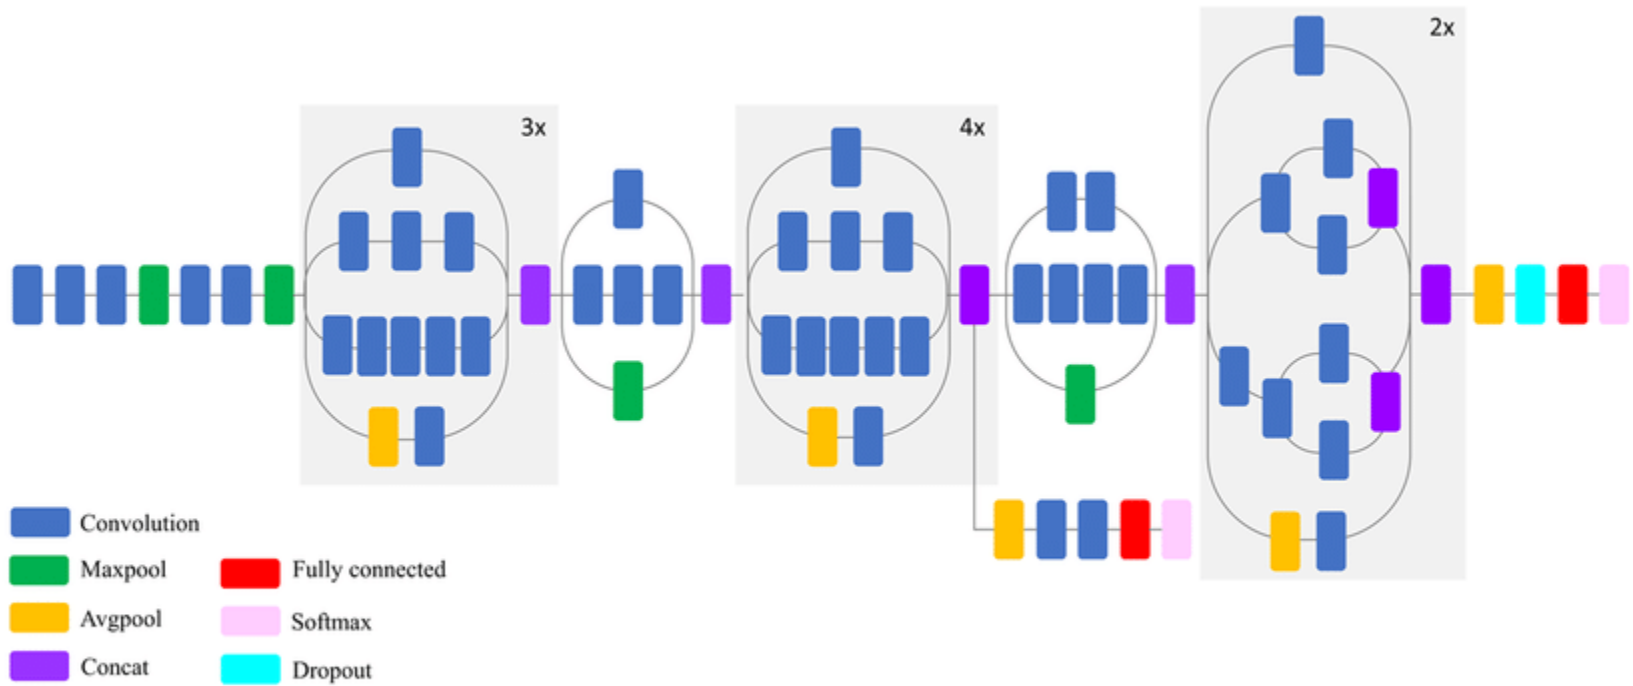 2x
3x
4x
Convolution
Maxpool
Fully connected
Avgpool
Softmax
Concat
Dropout